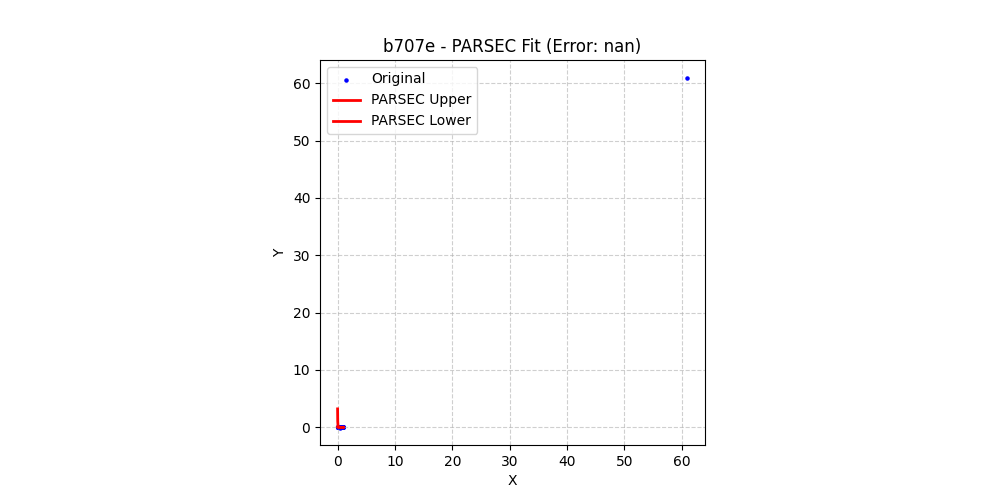 b707e - PARSEC Fit (Error: nan)
Original
PARSEC Upper
PARSEC Lower
60
50
40
30
20
10
0
Y
0 10 20 30 40 50 60
X